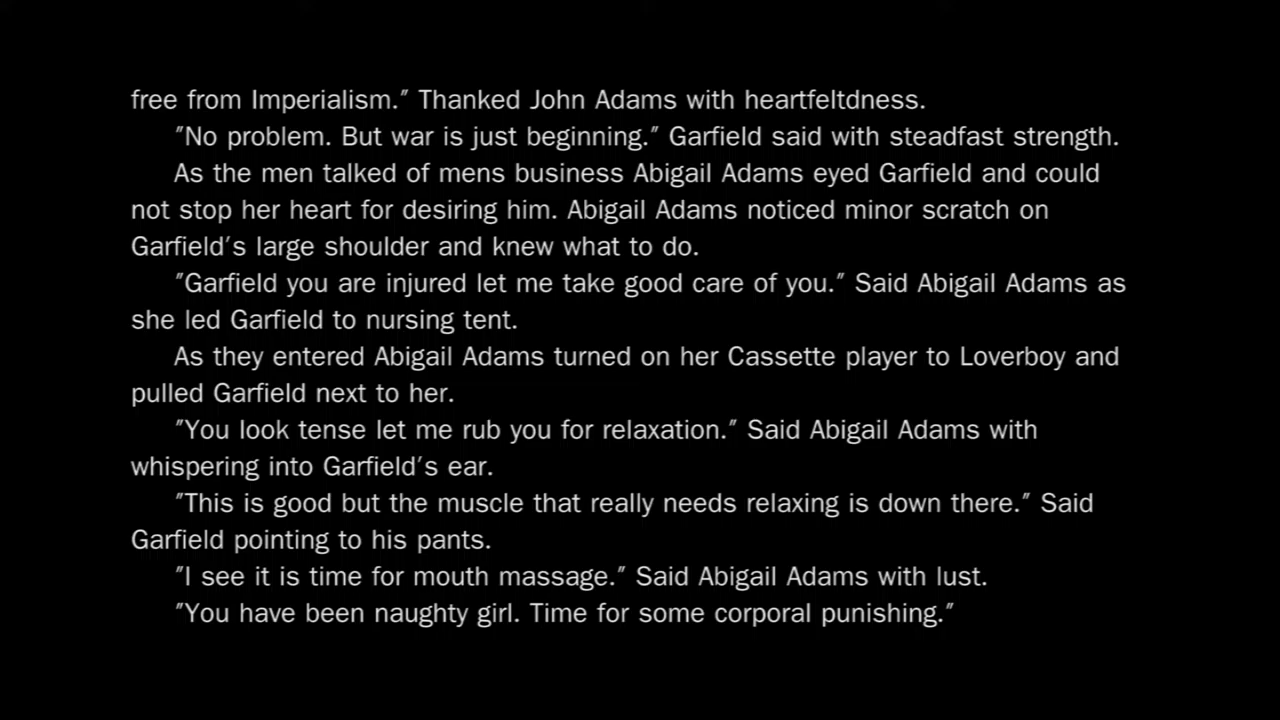 free from Imperialism." Thanked John Adams with heartfeltdness.
"No problem. But war is just beginning." Garfield said with steadfast strength.
As the men talked of mens business Abigail Adams eyed Garfield and could
not stop her heart for desiring him. Abigail Adams noticed minor scratch on
Garfield's large shoulder and knew what to do.
"Garfield you are injured let me take good care of you." Said Abigail Adams as
she led Garfield to nursing tent.
As they entered Abigail Adams turned on her Cassette player to Loverboy and
pulled Garfield next to her.
"You look tense let me rub you for relaxation." Said Abigail Adams with
whispering into Garfield's ear.
"This is good but the muscle that really needs relaxing is down there." Said
Garfield pointing to his pants.
"I see it is time for mouth massage." Said Abigail Adams with lust.
"You have been naughty girl. Time for some corporal punishing."